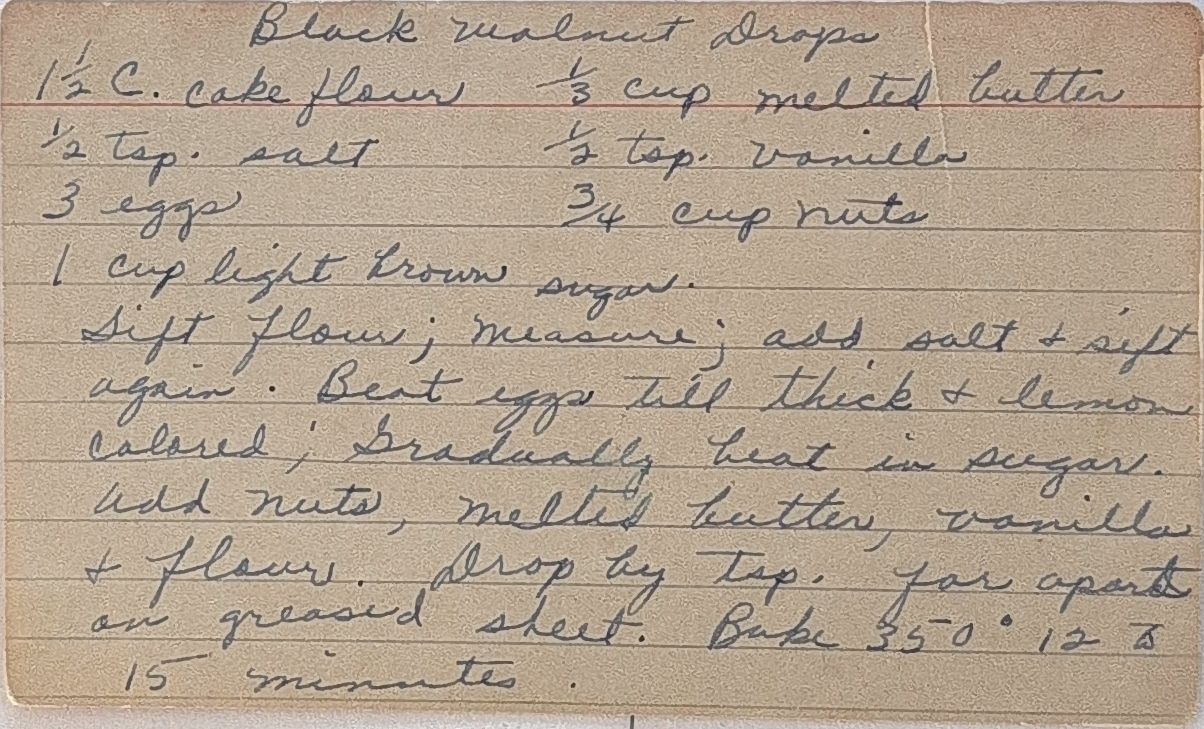 Black Walnut Drops
1 1/2 C. cake flour 1/3 cup melted butter
1/2 tsp. salt 1/2 tsp. vanilla
3 eggs 3/4 cup nuts
1 cup light brown sugar.
Sift flour; measure; add salt + sift
again. Beat eggs till thick + lemon
colored; Gradually beat in sugar.
Add nuts, melted butter, vanilla
+ flour. Drop by tsp. far apart
on greased sheet. Bake 350° 12 to
15 minutes.